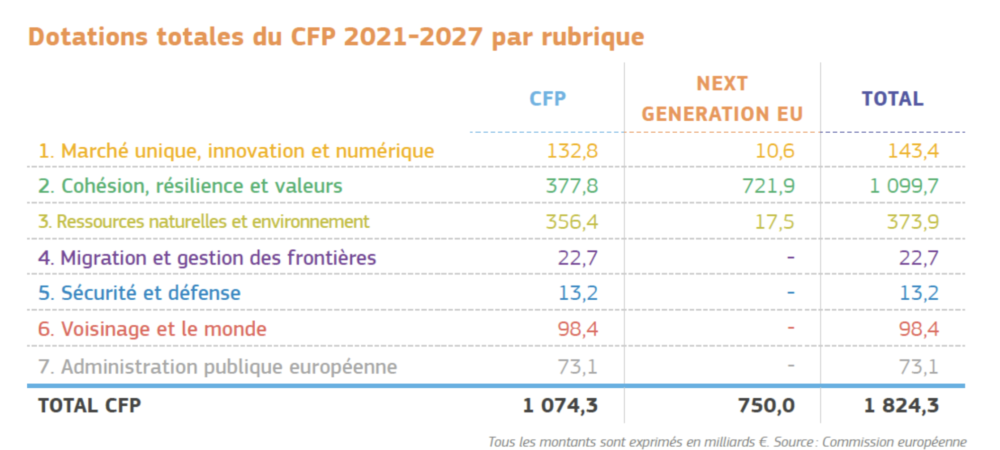 Dotations totales du CFP 2021-2027 par rubrique
CFP NEXT GENERATION EU TOTAL
1. Marché unique, innovation et numérique 132,8 10,6 143,4
2. Cohésion, résilience et valeurs 377,8 721,9 1 099,7
3. Ressources naturelles et environnement 356,4 17,5 373,9
4. Migration et gestion des frontières 22,7 - 22,7
5. Sécurité et défense 13,2 - 13,2
6. Voisinage et le monde 98,4 - 98,4
7. Administration publique européenne 73,1 - 73,1
TOTAL CFP 1 074,3 750,0 1 824,3
Tous les montants sont exprimés en milliards €. Source : Commission européenne